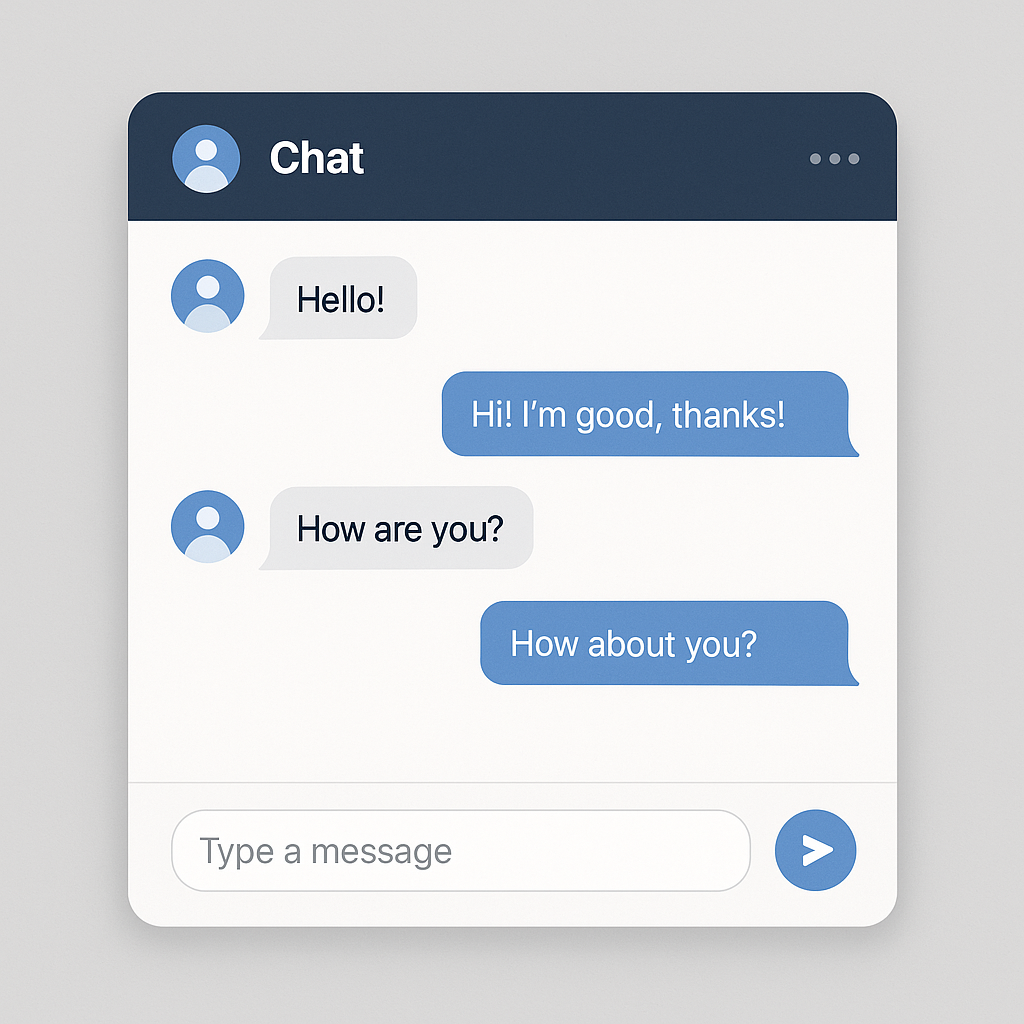 Chat
Hello!
Hi! I’m good, thanks!
How are you?
How about you?
Type a message